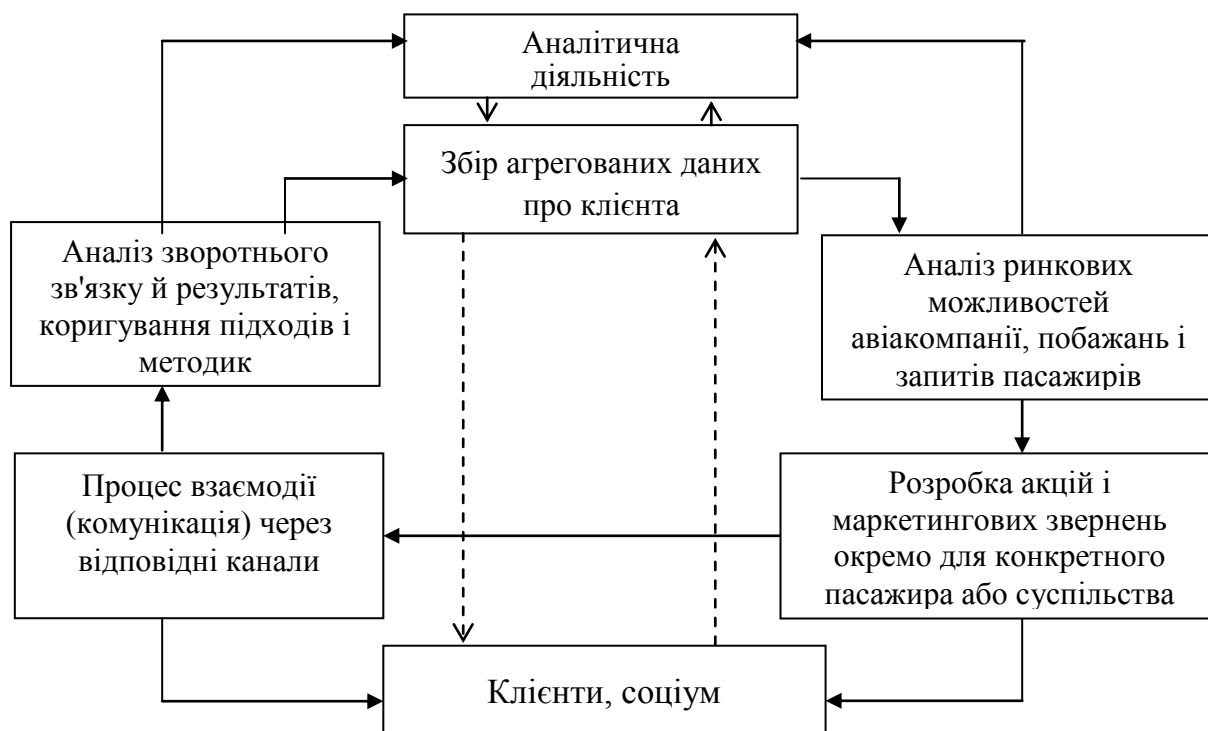 Аналітична
діяльність
Збір агрегованих даних
про клієнта
Аналіз зворотнього
зв'язку й результатів,
коригування підходів і
методик
Аналіз ринкових
можливостей
авіакомпанії, побажань і
запитів пасажирів
Процес взаємодії
(комунікація) через
відповідні канали
Розробка акцій і
маркетингових звернень
окремо для конкретного
пасажира або суспільства
Клієнти, соціум